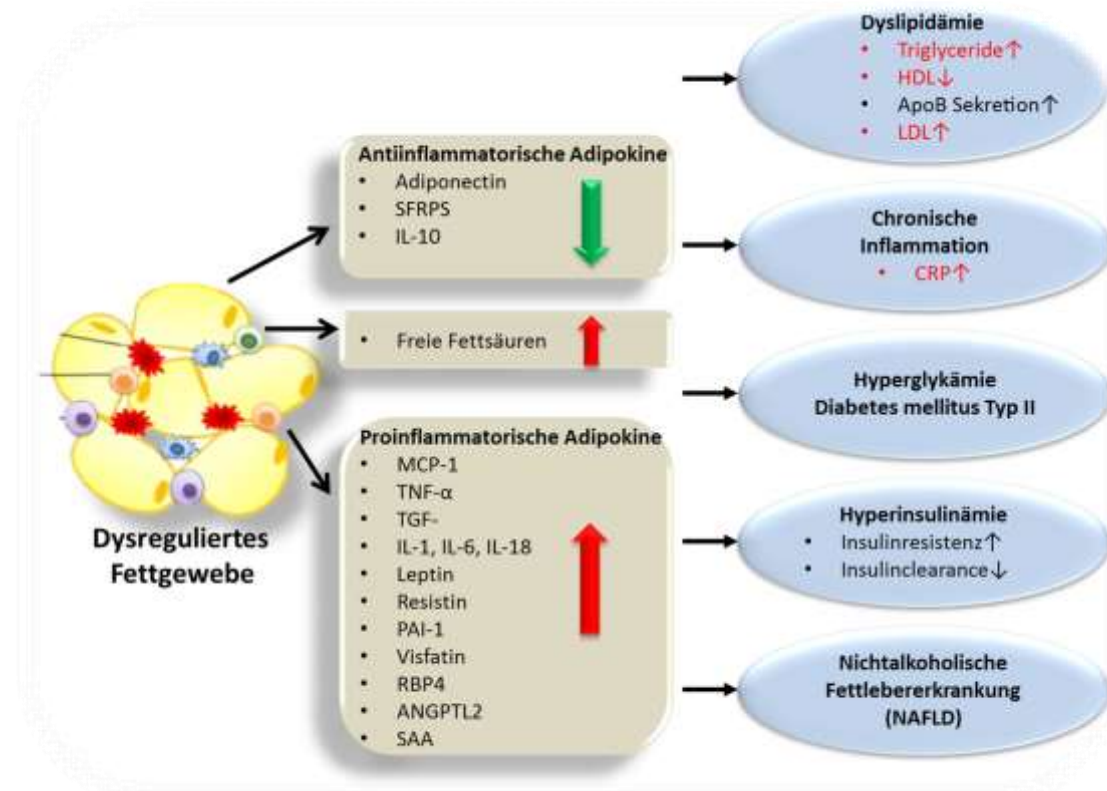 Dysreguliertes
Fettgewebe
Antiinflammatorische Adipokine
• Adiponectin
• SFRPS
• IL-10
• Freie Fettsäuren
Proinflammatorische Adipokine
• MCP-1
• TNF-α
• TGF-
• IL-1, IL-6, IL-18
• Leptin
• Resistin
• PAI-1
• Visfatin
• RBP4
• ANGPTL2
• SAA
Dyslipidämie
• Triglyceride↑
• HDL↓
• ApoB Sekretion↑
• LDL↑
Chronische
Inflammation
• CRP↑
Hyperglykämie
Diabetes mellitus Typ II
Hyperinsulinämie
• Insulinresistenz↑
• Insulinclearance↓
Nichtalkoholische
Fettlebererkrankung
(NAFLD)